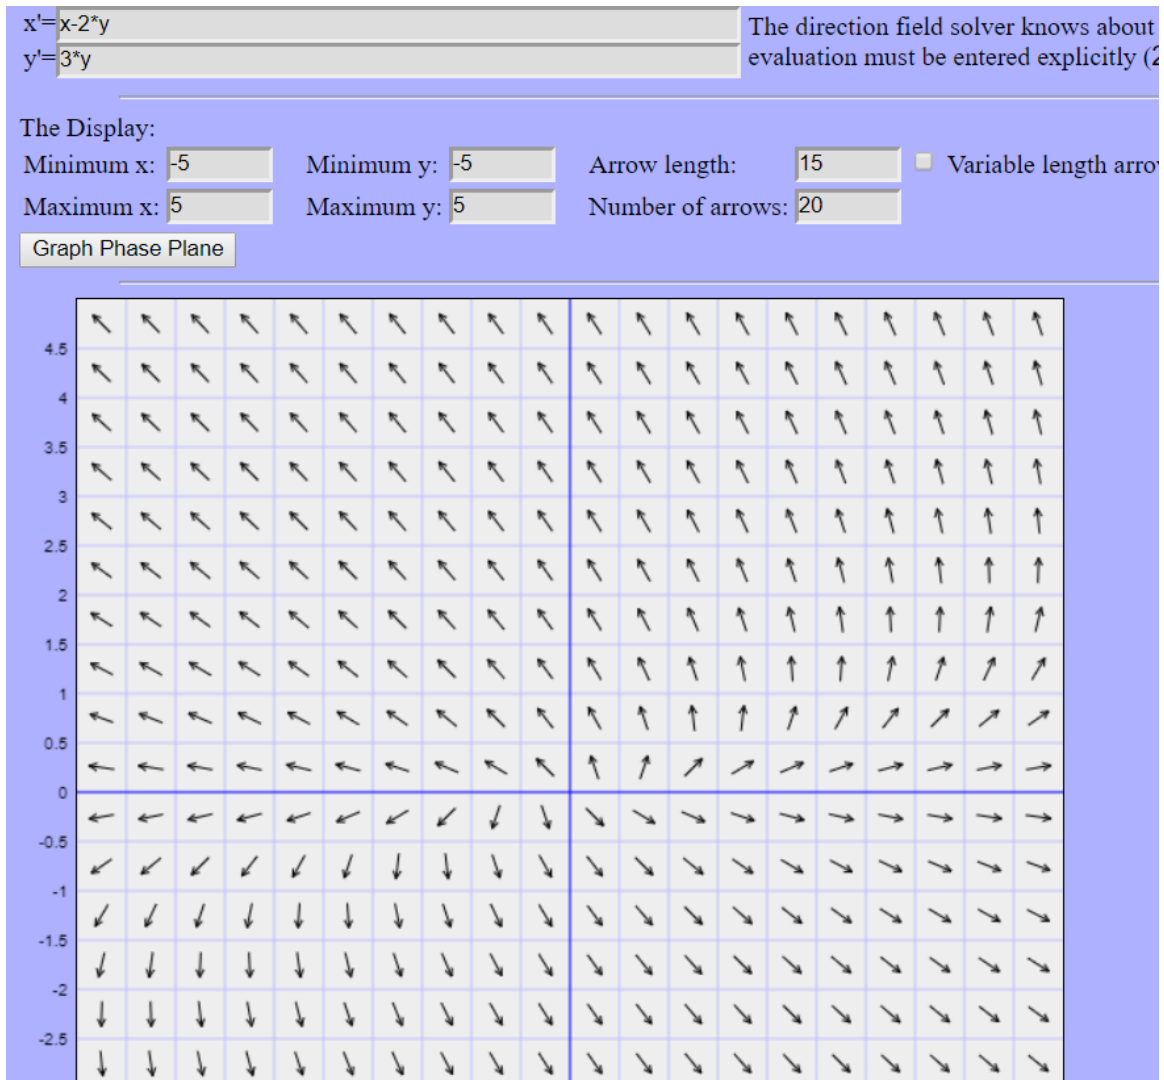 x'= x-2*y
The direction field solver knows about
y'= 3*y
evaluation must be entered explicitly (2
The Display:
Minimum x: -5 Minimum y: -5 Arrow length: 15 Variable length arro
Maximum x: 5 Maximum y: 5 Number of arrows: 20
Graph Phase Plane
4.5
4
3.5
3
2.5
2
1.5
1
0.5
0
-0.5
-1
-1.5
-2
-2.5